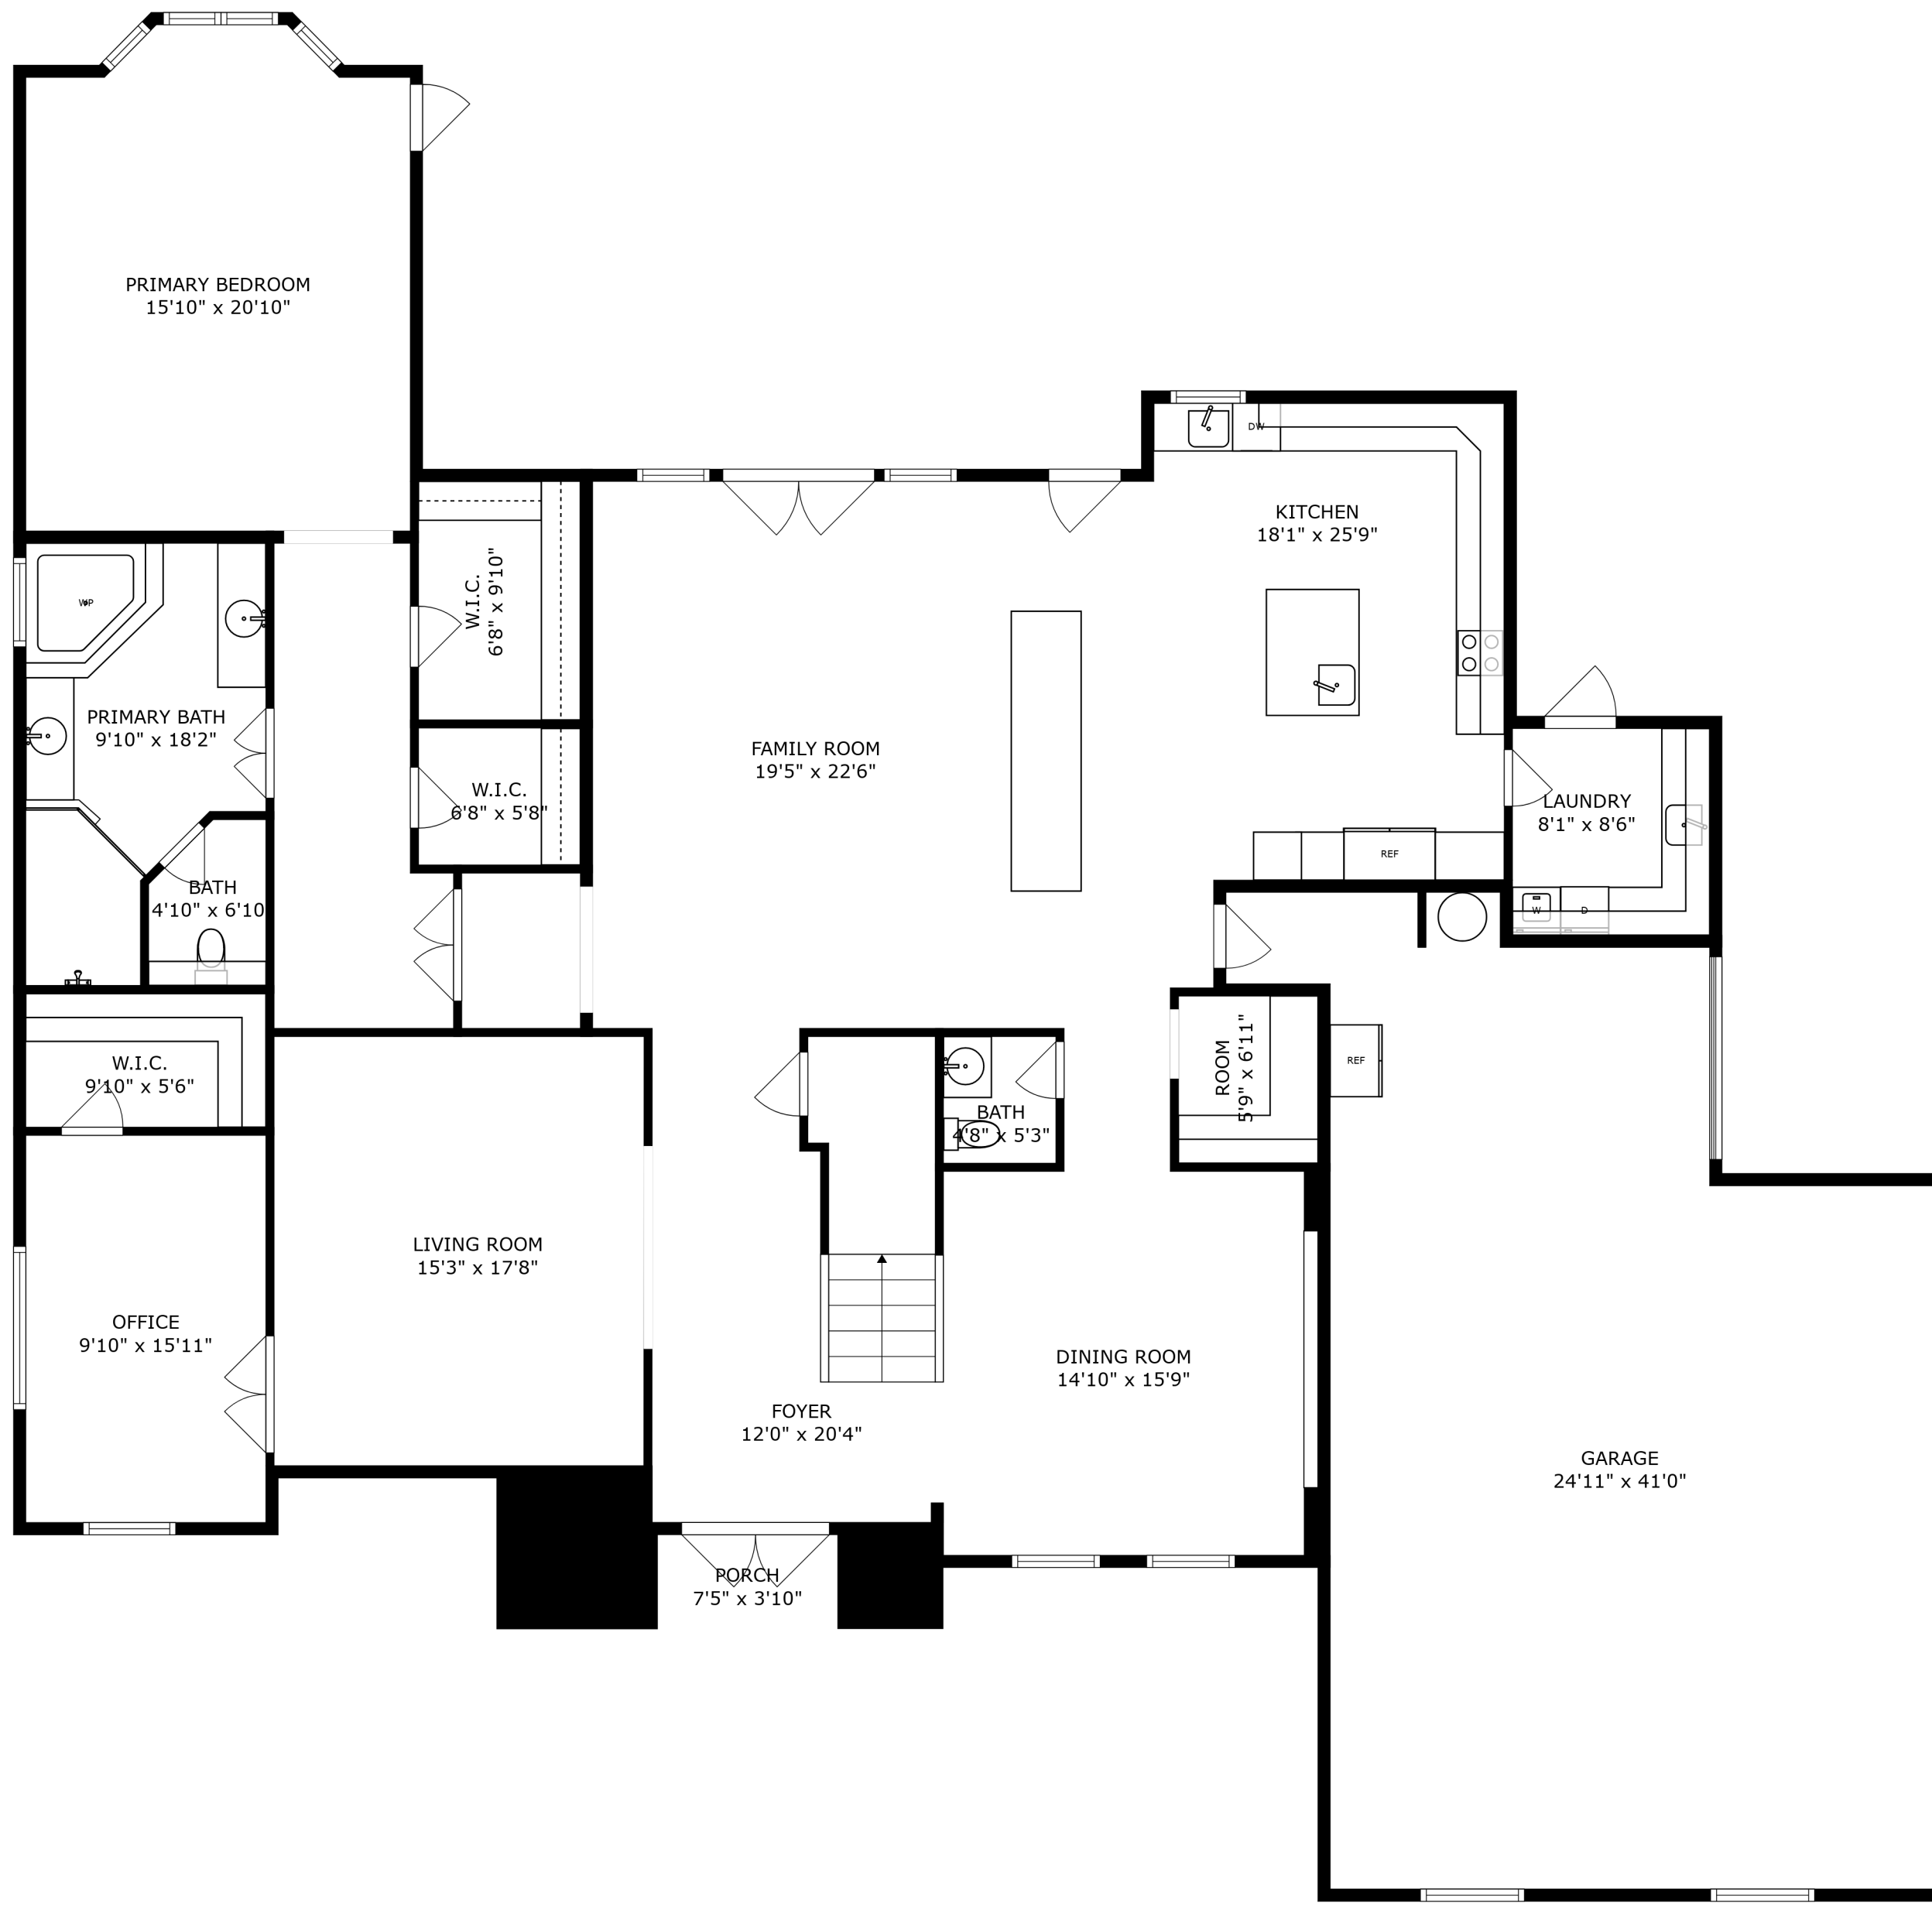 PRIMARY BEDROOM
15'10" x 20'10"
KITCHEN
18'1" x 25'9"
DW
W.I.C.
6'8" x 9'10"
WP
PRIMARY BATH
9'10" x 18'2"
FAMILY ROOM
19'5" x 22'6"
W.I.C.
6'8" x 5'8"
LAUNDRY
8'1" x 8'6"
REF
W
D
BATH
4'10" x 6'10
W.I.C.
9'10" x 5'6"
ROOM
5'9" x 6'11"
REF
BATH
4'8" x 5'3"
LIVING ROOM
15'3" x 17'8"
OFFICE
9'10" x 15'11"
DINING ROOM
14'10" x 15'9"
FOYER
12'0" x 20'4"
GARAGE
24'11" x 41'0"
PORCH
7'5" x 3'10"